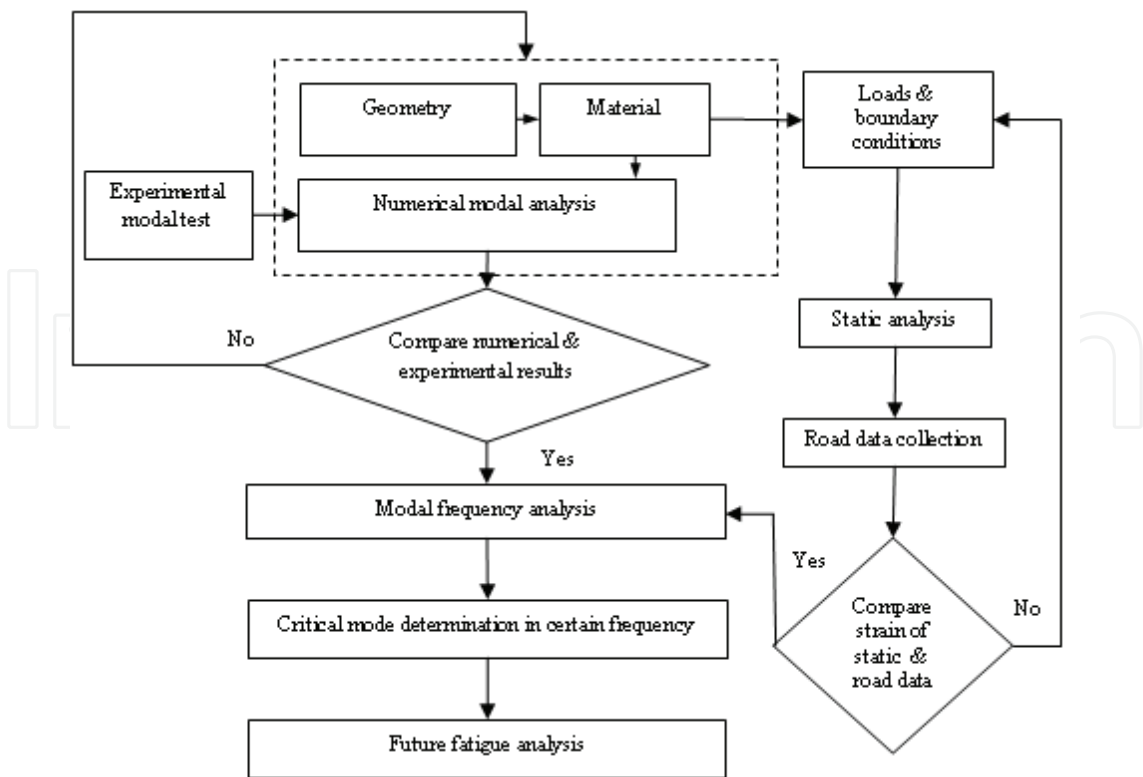 Geometry
Material
Loads &
boundary
conditions
Experimental
modal test
Numerical modal analysis
No
Compare numerical &
experimental results
Static analysis
Road data collection
Yes
Modal frequency analysis
Yes
No
Compare
strain of
static &
road data
Critical mode determination in certain frequency
Future fatigue analysis